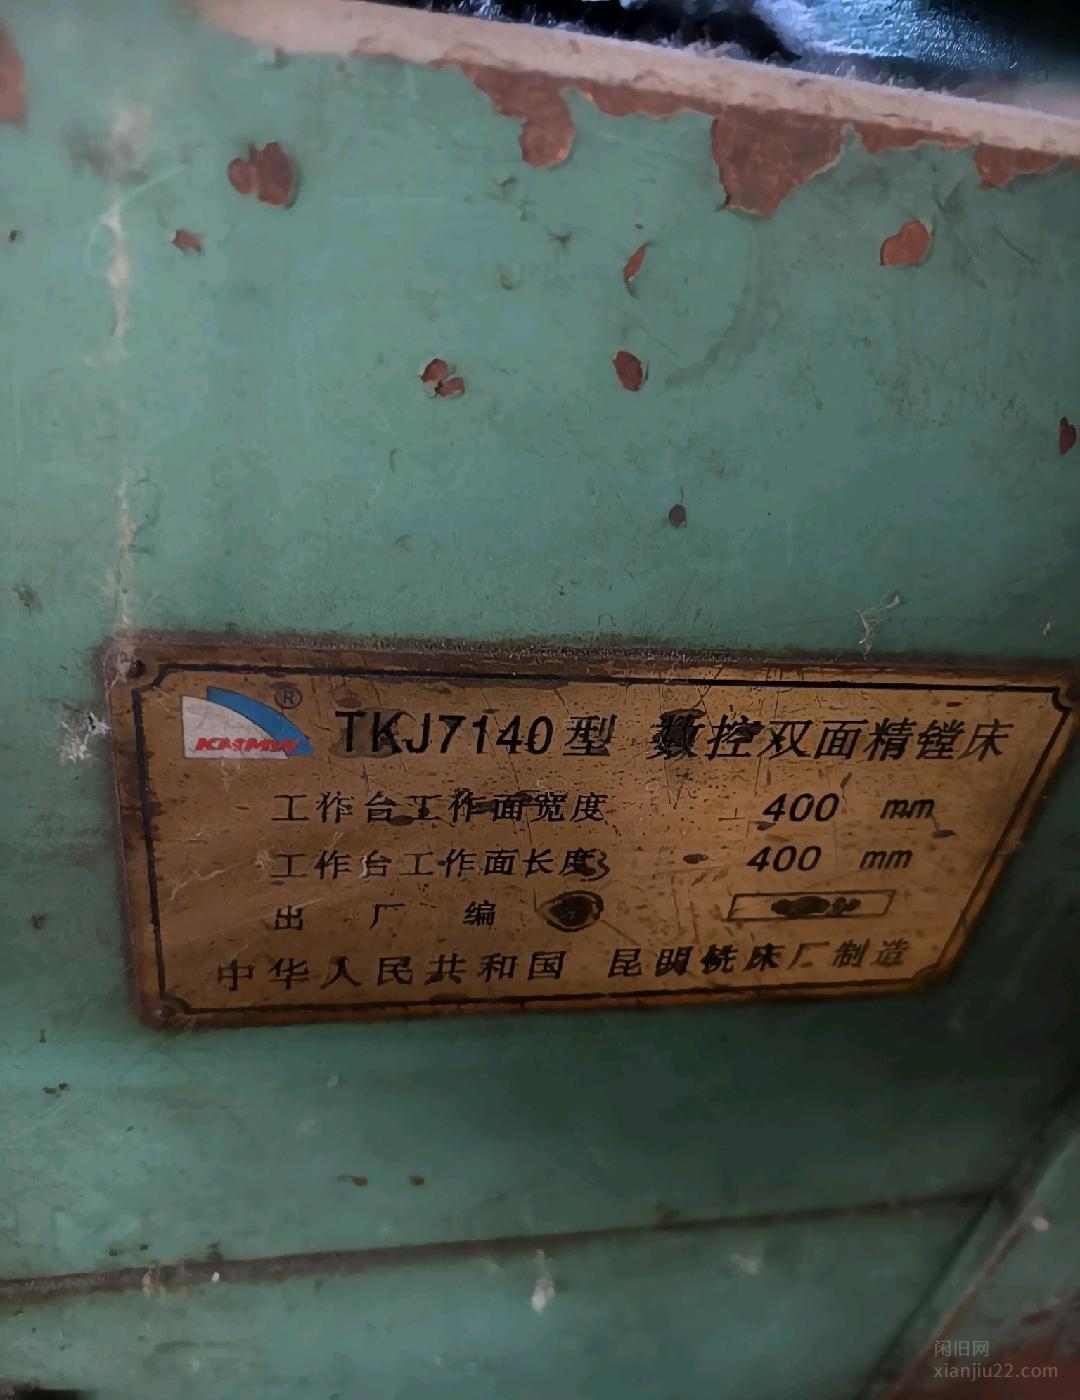 KMMW ®
TKJ7140型 数控双面精镗床
工作台工作面宽度 400 mm
工作台工作面长度 400 mm
出厂编
中华人民共和国 昆明铣床厂制造
闲旧网
xianjiu22.com